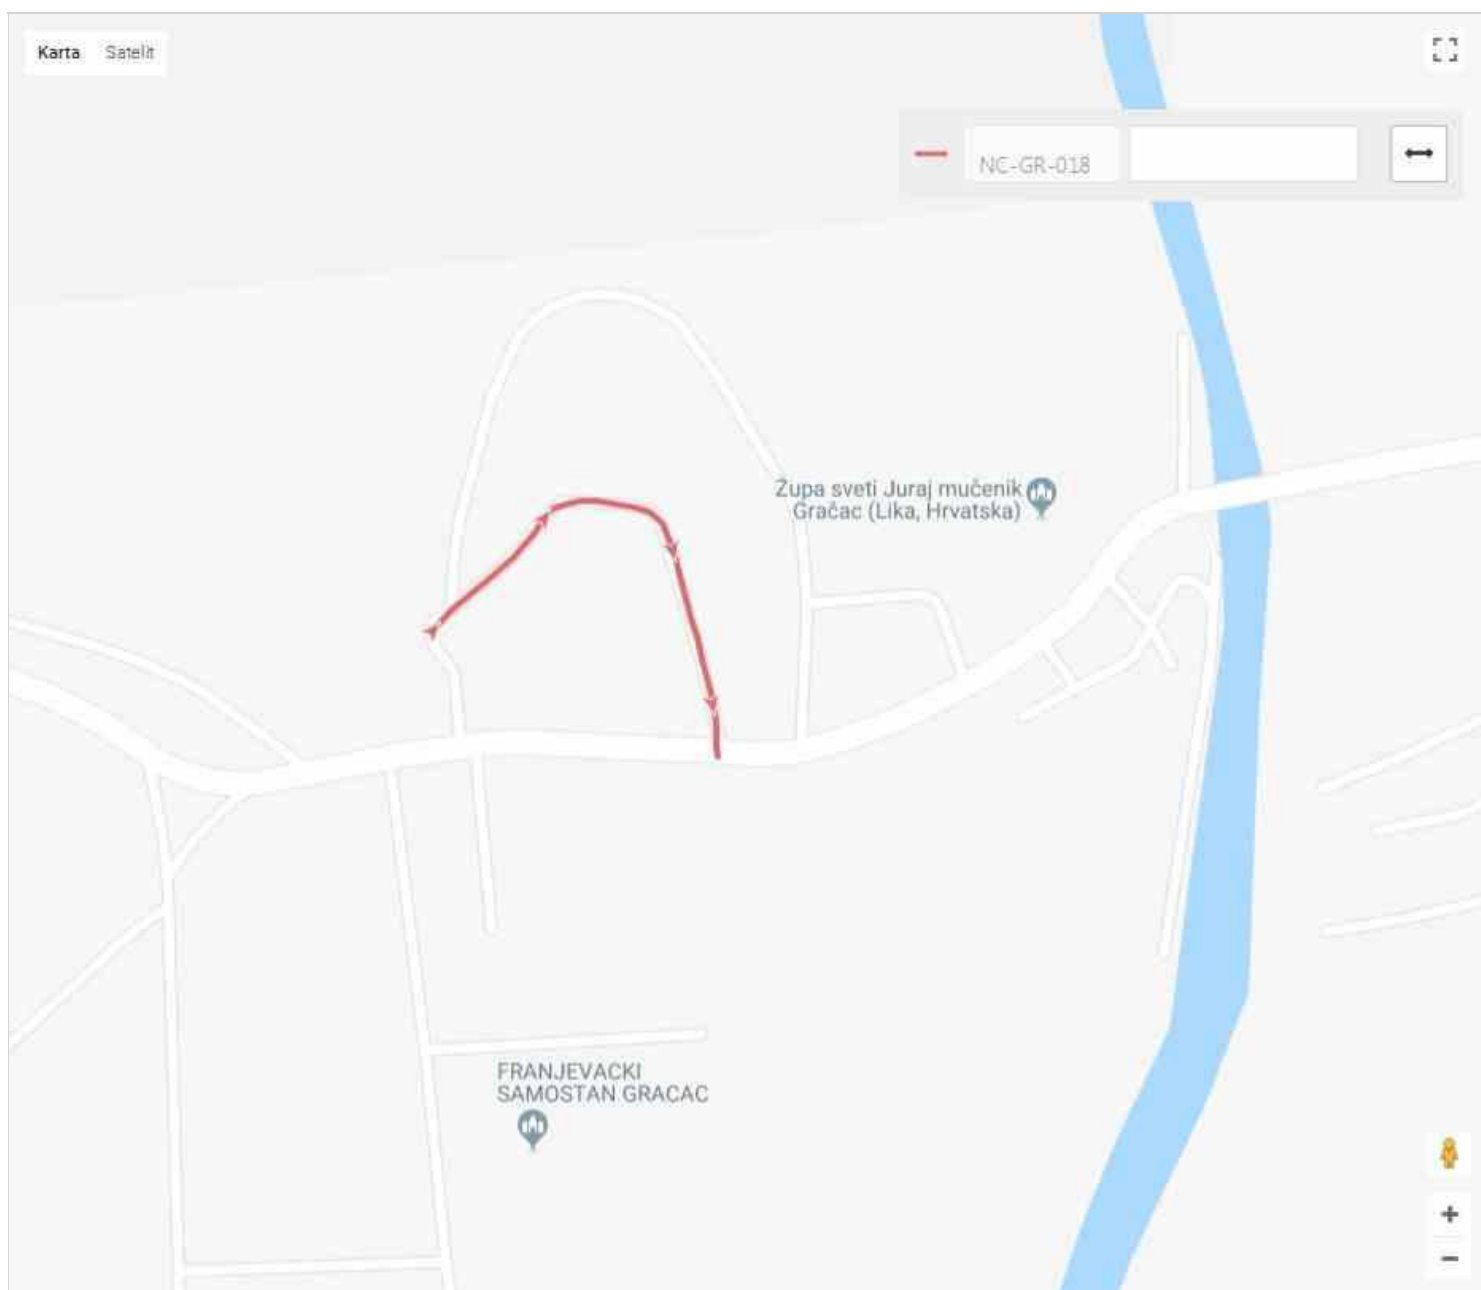 Karta Satelit
NC-GR-018
Župa sveti Juraj mučenik
Gračac (Lika, Hrvatska)
FRANJEVACKI
SAMOSTAN GRACAC